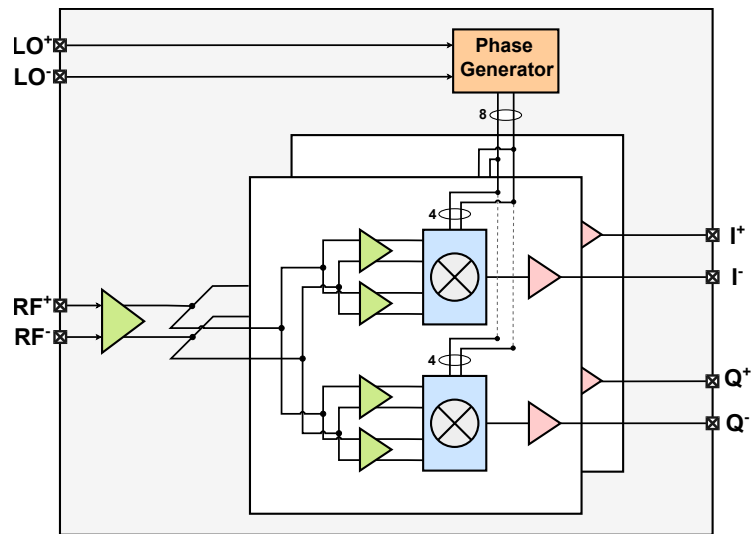 LO⁺
LO⁻
Phase
Generator
8
4
I⁺
I⁻
RF⁺
RF⁻
4
Q⁺
Q⁻